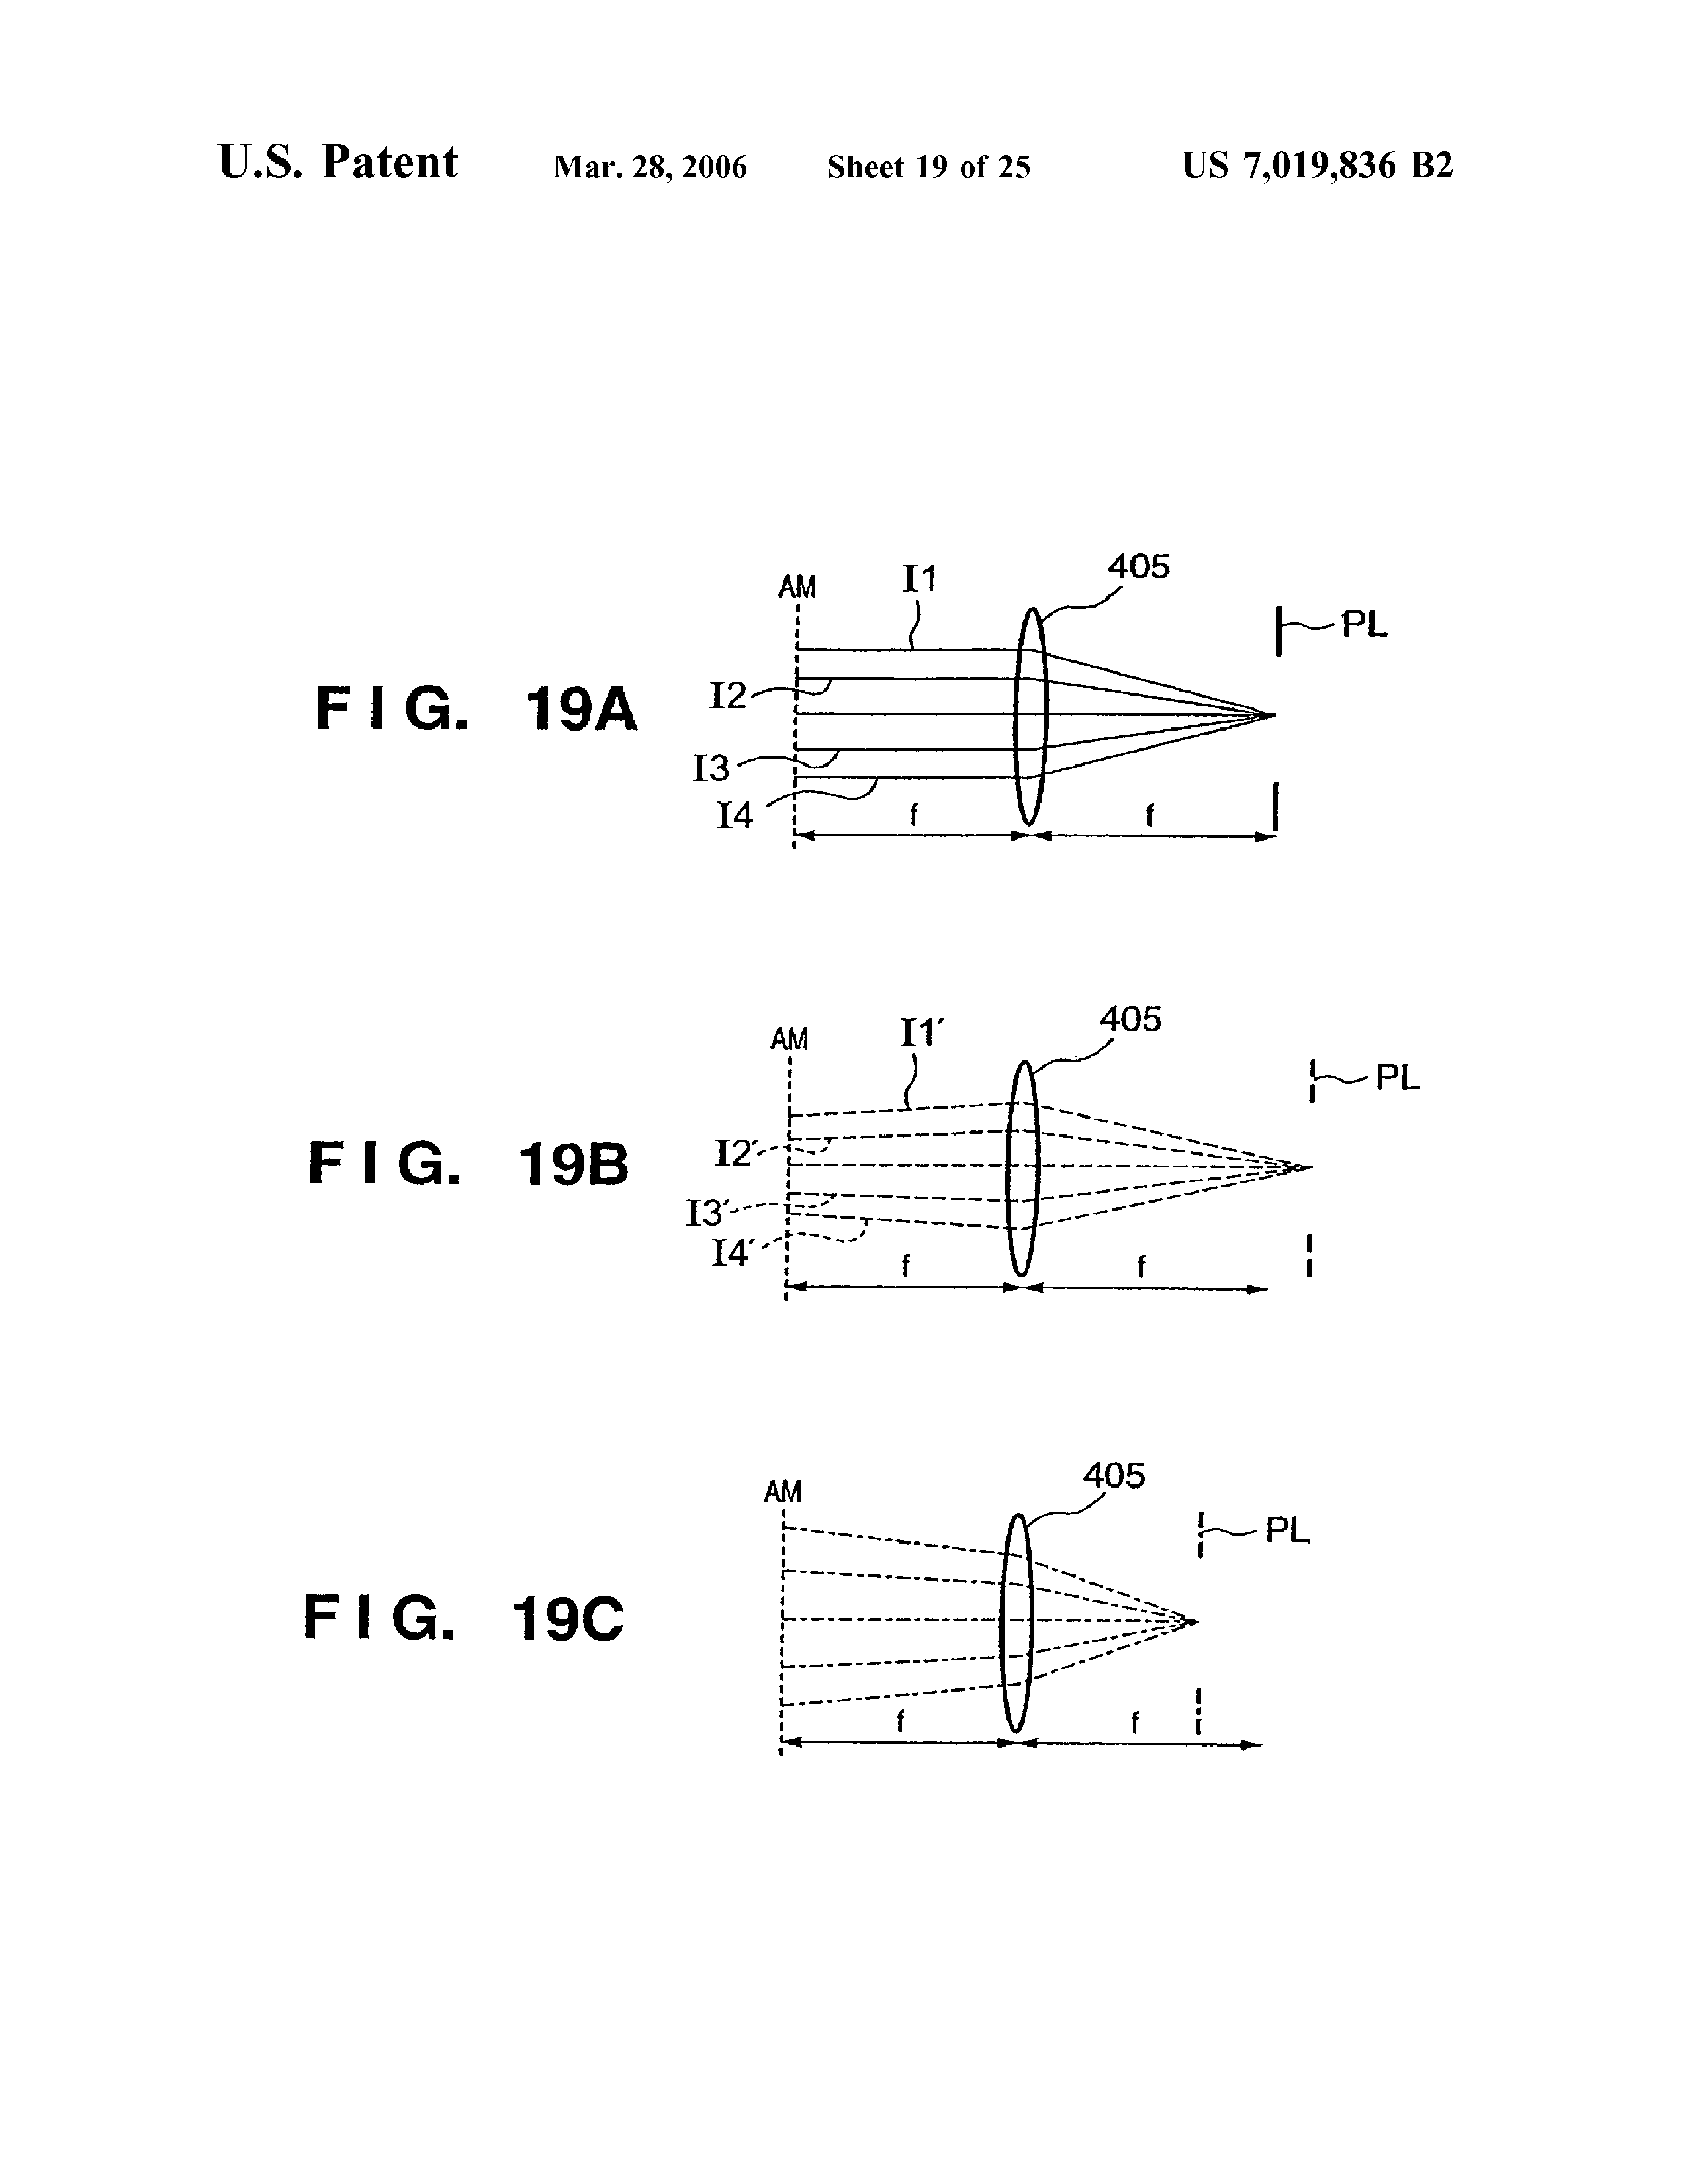 U.S. Patent Mar. 28, 2006 Sheet 19 of 25 US 7,019,836 B2
FIG. 19A
AM
I1
405
PL
I2
I3
I4
f
f
FIG. 19B
AM
I1′
405
PL
I2′
I3′
I4′
f
f
FIG. 19C
AM
405
PL
f
f